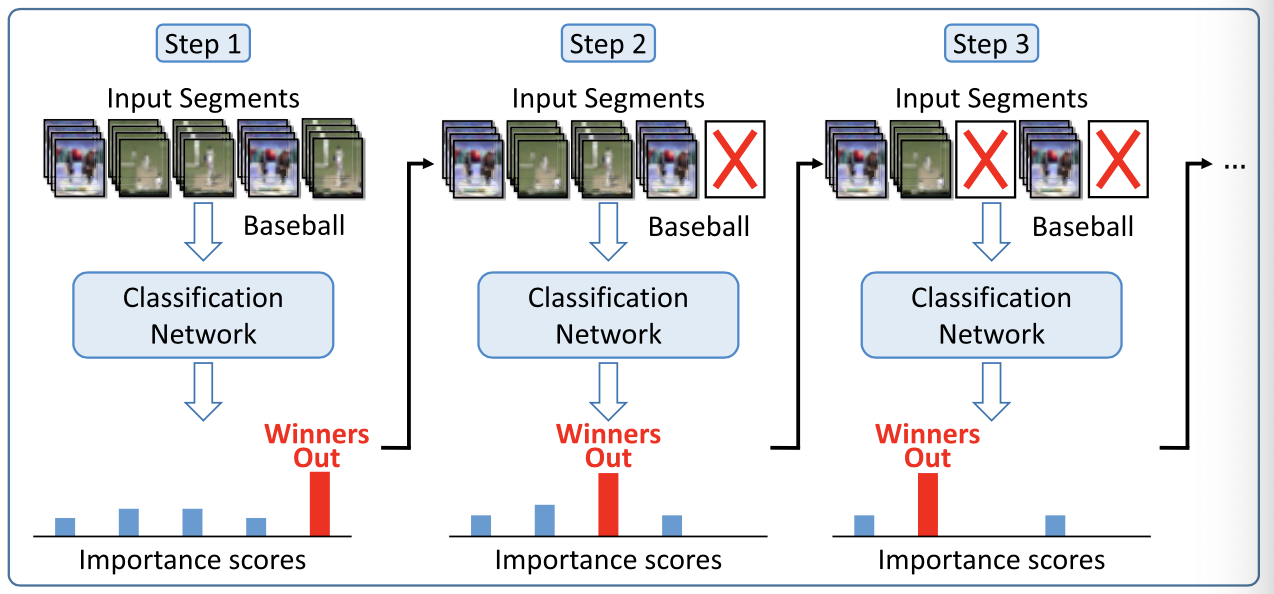 Step 1
Input Segments
Baseball
Classification
Network
Winners
Out
Importance scores
Step 2
Input Segments
Baseball
Classification
Network
Winners
Out
Importance scores
Step 3
Input Segments
Baseball
Classification
Network
Winners
Out
Importance scores
...